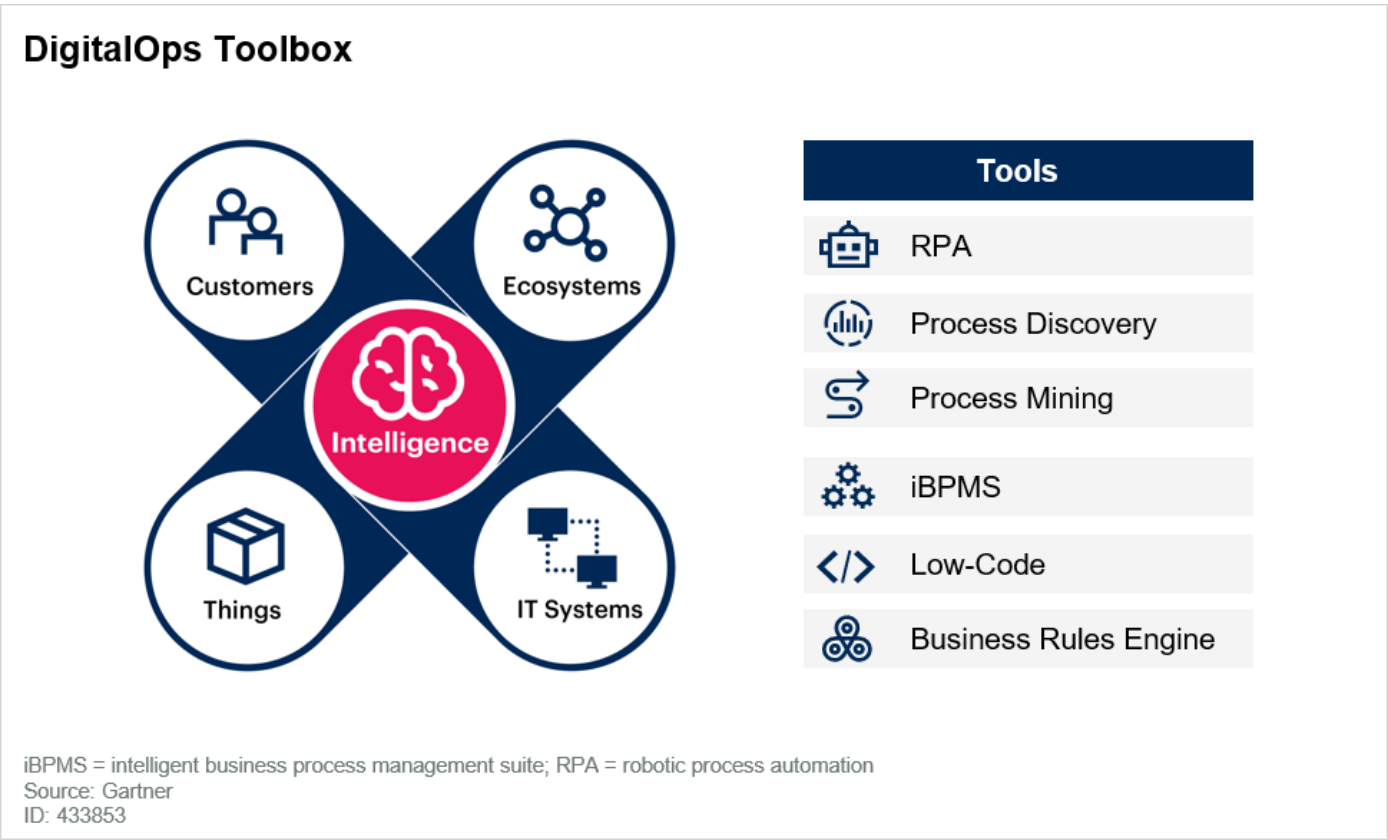 DigitalOps Toolbox
Customers
Ecosystems
Intelligence
Things
IT Systems
Tools
RPA
Process Discovery
Process Mining
iBPMS
</> Low-Code
Business Rules Engine
iBPMS = intelligent business process management suite; RPA = robotic process automation
Source: Gartner
ID: 433853